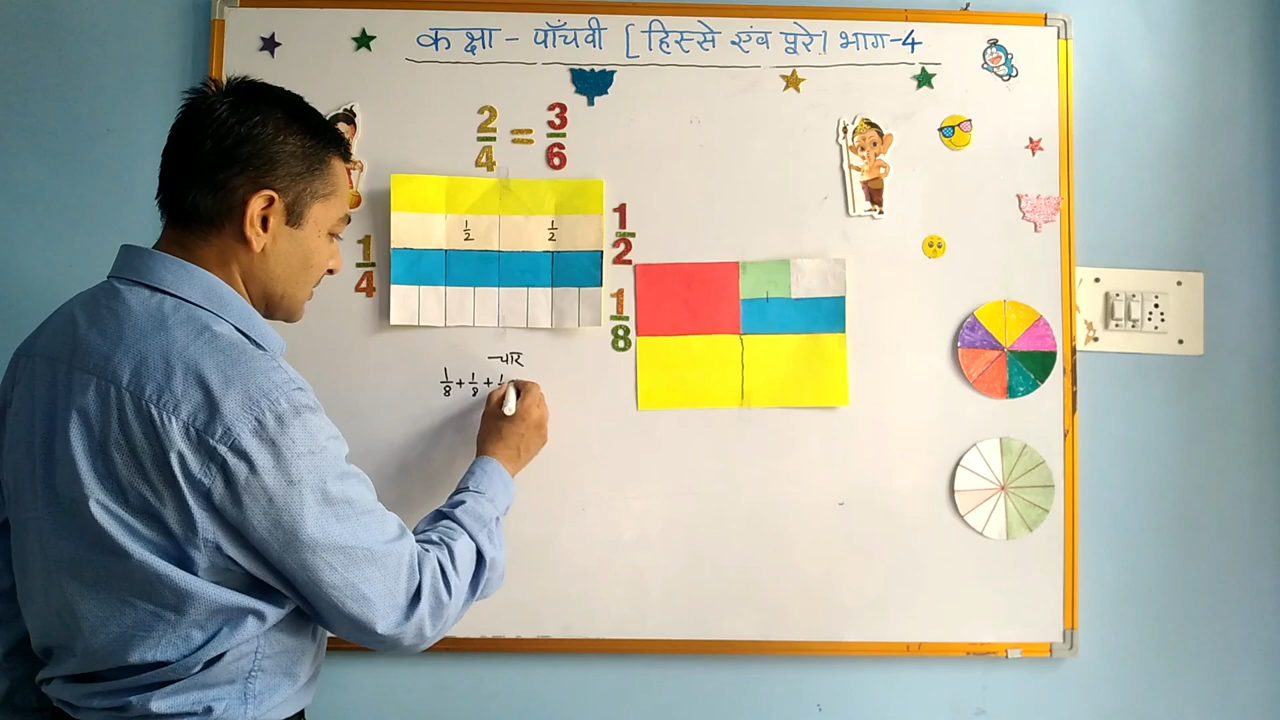 कक्षा - पाँचवी [हिस्से एंव पूरे] भाग-4
2/4 = 3/6
1/2 1/2
1/2
1/4
1/8
चार
1/8 + 1/8 + 1/